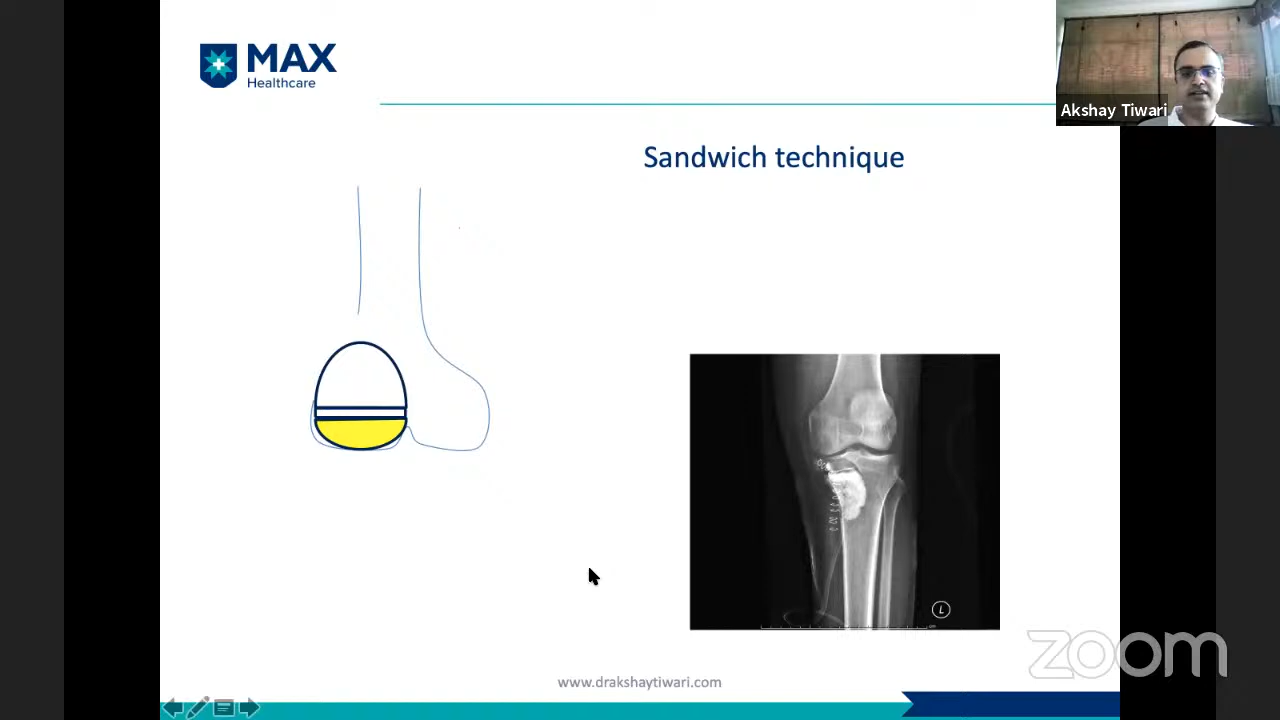 MAX
Healthcare
Akshay Tiwari
Sandwich technique
L
www.drakshaytiwari.com
zoom